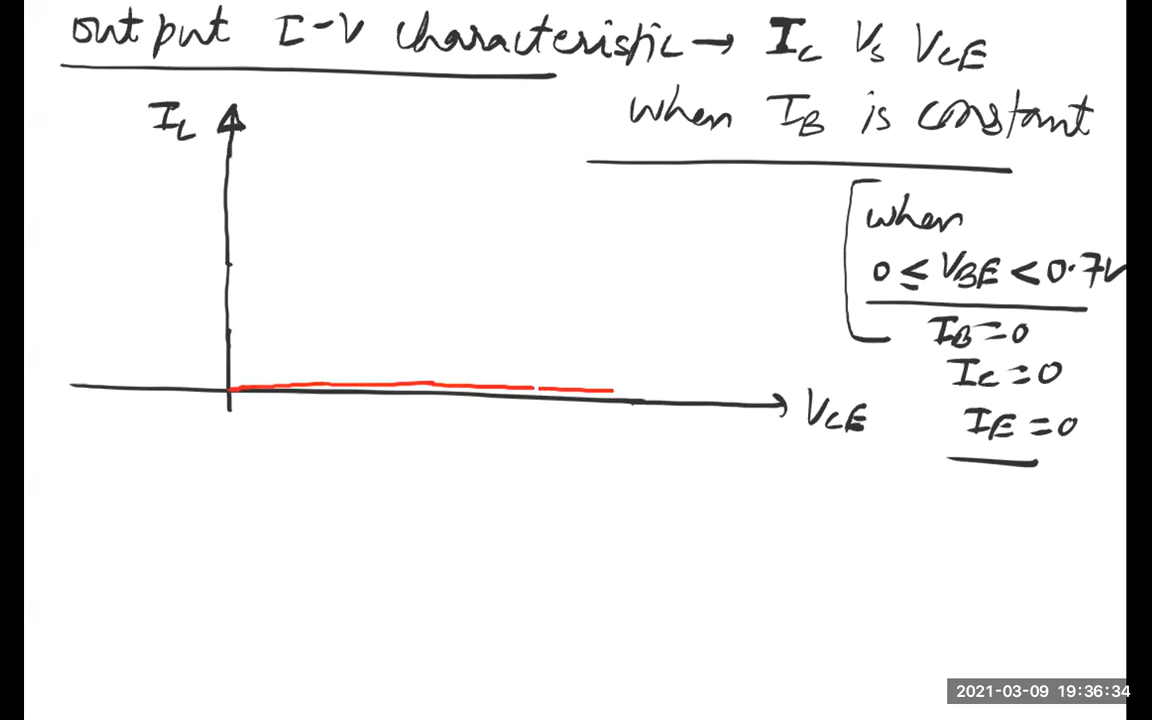 output I-V characteristic → Ic Vs VCE
when IB is constant
Ic
when
0 ≤ VBE < 0.7V
IB = 0
Ic = 0
IE = 0
VCE
2021-03-09 19:36:34